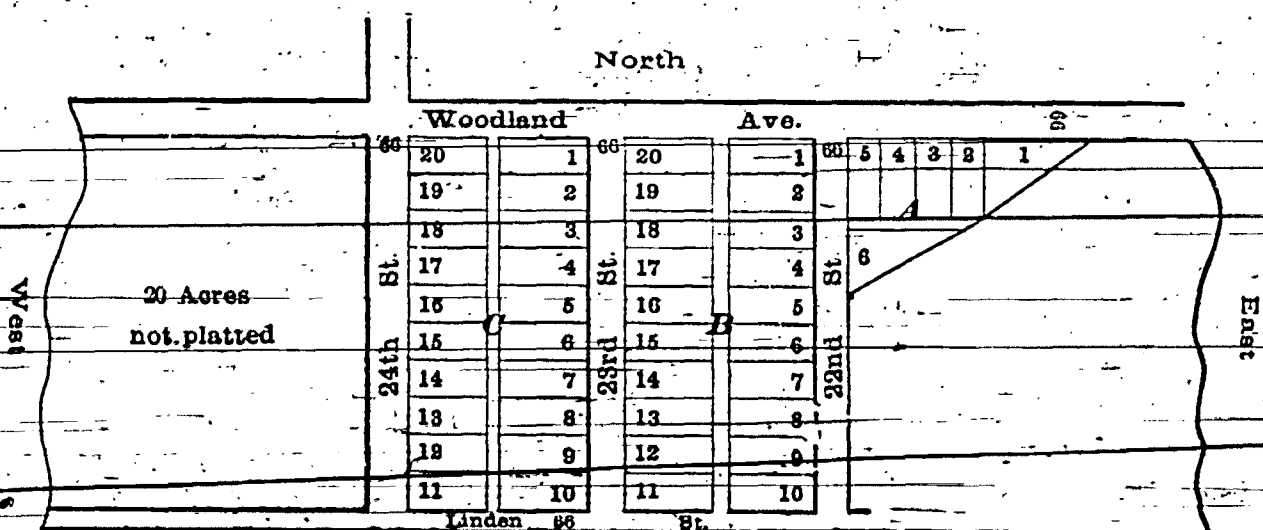 North
Woodland Ave.
66
66 20 1 66 20 1 66 5 4 3 2 1
19 2 19 2
A
18 3 18 3
6
17 4 17 4
24th St.
23rd St.
22nd St.
West
20 Acres
not platted
East
16 5 16 5
C B
15 6 15 6
14 7 14 7
13 8 13 8
12 9 12 9
11 10 11 10
Linden 66 St.